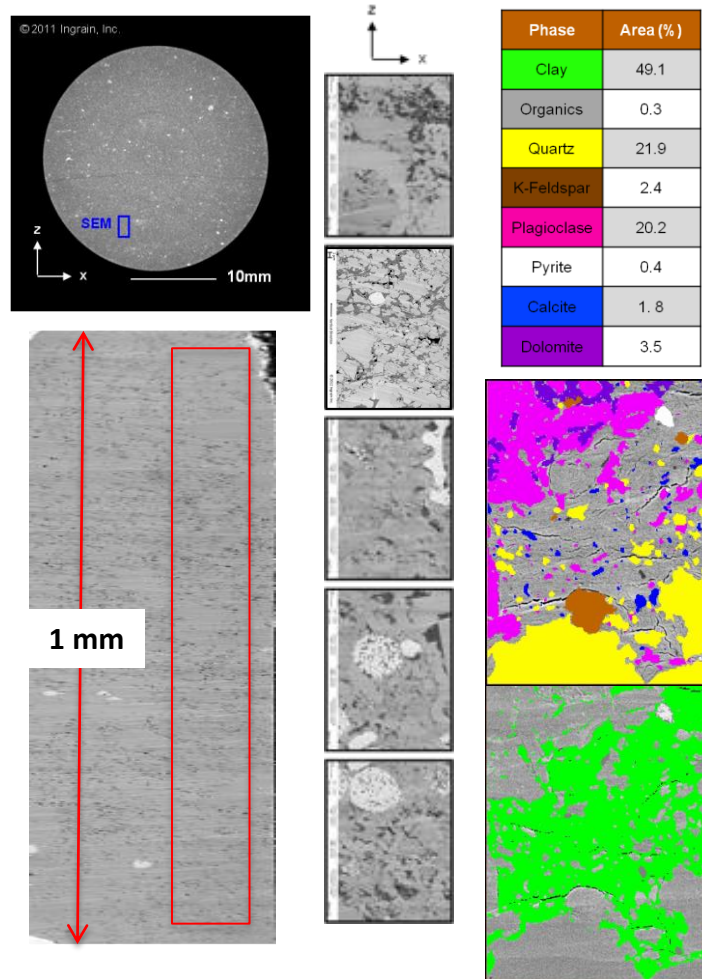 © 2011 Ingrain, Inc.
SEM
z
x
10mm
1 mm
z
x
Phase Area (%)
Clay 49.1
Organics 0.3
Quartz 21.9
K-Feldspar 2.4
Plagioclase 20.2
Pyrite 0.4
Calcite 1. 8
Dolomite 3.5